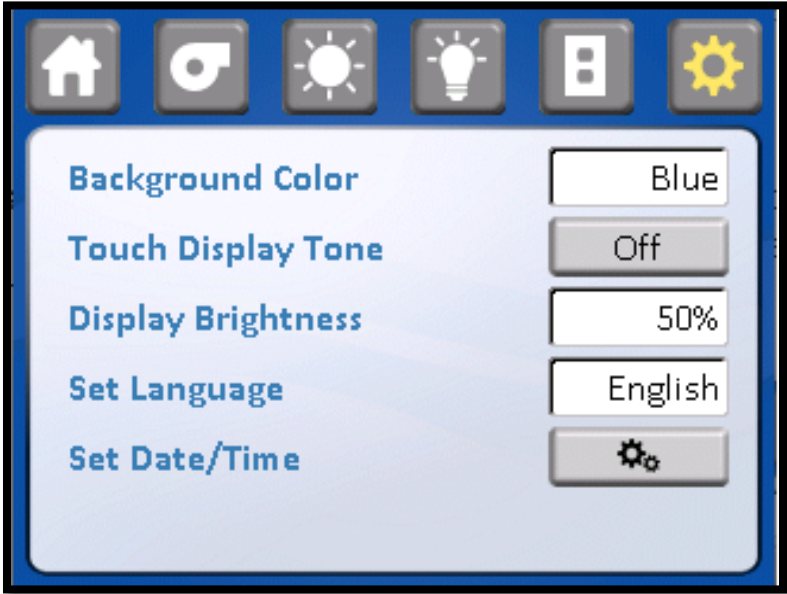 Background Color Blue
Touch Display Tone Off
Display Brightness 50%
Set Language English
Set Date/Time